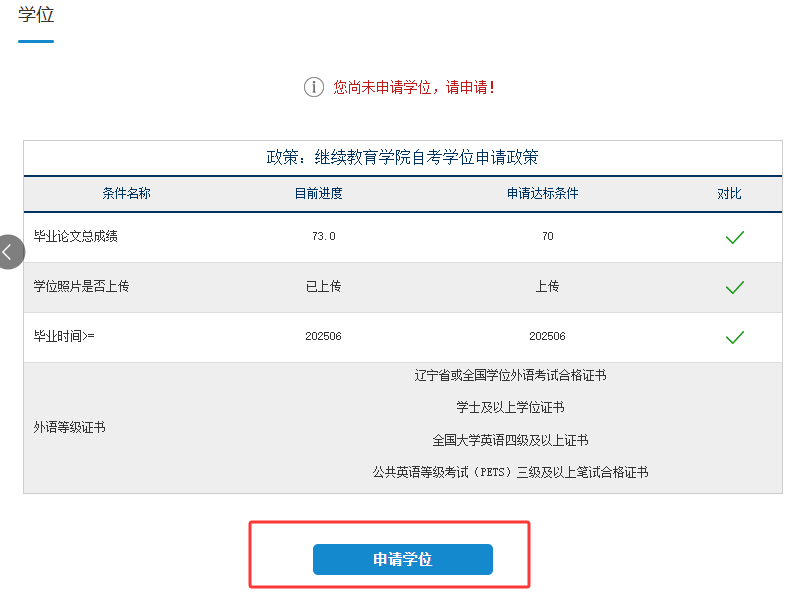 学位
您尚未申请学位，请申请！
政策：继续教育学院自考学位申请政策
条件名称 目前进度 申请达标条件 对比
毕业论文总成绩 73.0 70
学位照片是否上传 已上传 上传
毕业时间>= 202506 202506
辽宁省或全国学位外语考试合格证书
学士及以上学位证书
外语等级证书
全国大学英语四级及以上证书
公共英语等级考试（PETS）三级及以上笔试合格证书
申请学位